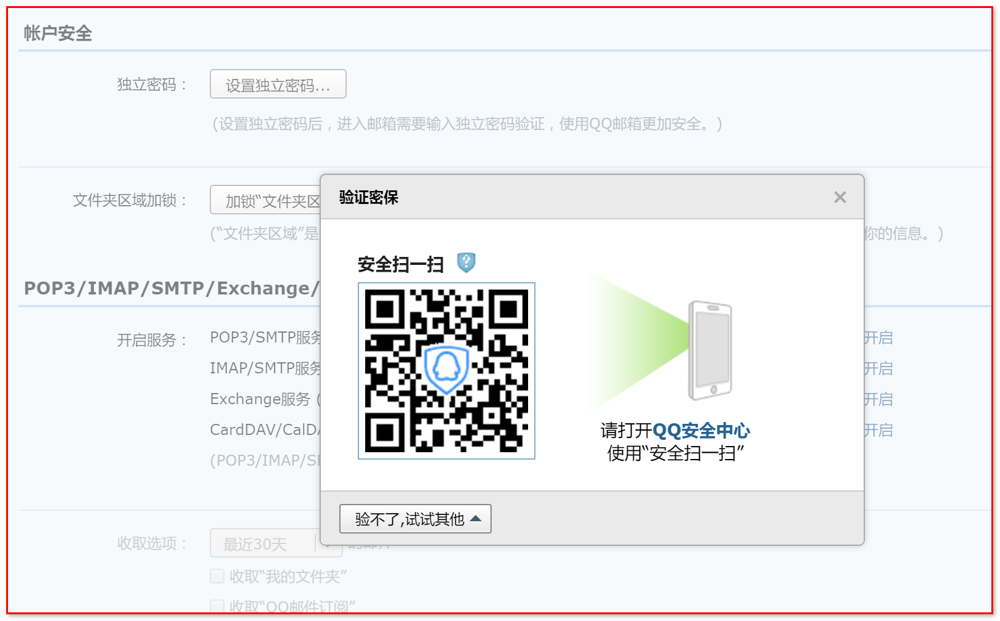 帐户安全
独立密码：
设置独立密码...
（设置独立密码后，进入邮箱需要输入独立密码验证，使用QQ邮箱更加安全。）
文件夹区域加锁：
加锁“文件夹区
（“文件夹区域”是
你的信息。）
验证密保
安全扫一扫
请打开QQ安全中心
使用“安全扫一扫”
验不了,试试其他
POP3/IMAP/SMTP/Exchange/
开启服务：
POP3/SMTP服务
开启
IMAP/SMTP服务
开启
Exchange服务（
开启
CardDAV/CalDA
开启
（POP3/IMAP/SM
收取选项：
最近30天
的邮件
收取“我的文件夹”
收取“QQ邮件订阅”